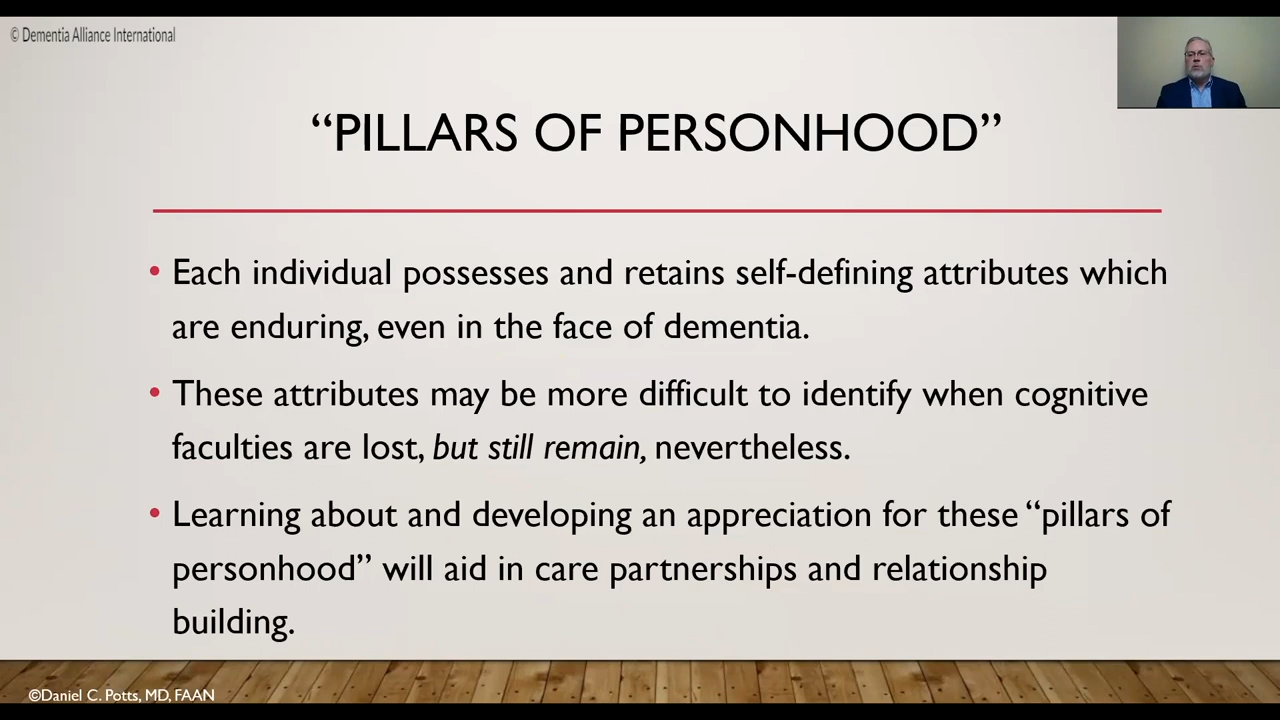 © Dementia Alliance International
“PILLARS OF PERSONHOOD”
• Each individual possesses and retains self-defining attributes which
are enduring, even in the face of dementia.
• These attributes may be more difficult to identify when cognitive
faculties are lost, but still remain, nevertheless.
• Learning about and developing an appreciation for these “pillars of
personhood” will aid in care partnerships and relationship
building.
©Daniel C. Potts, MD, FAAN